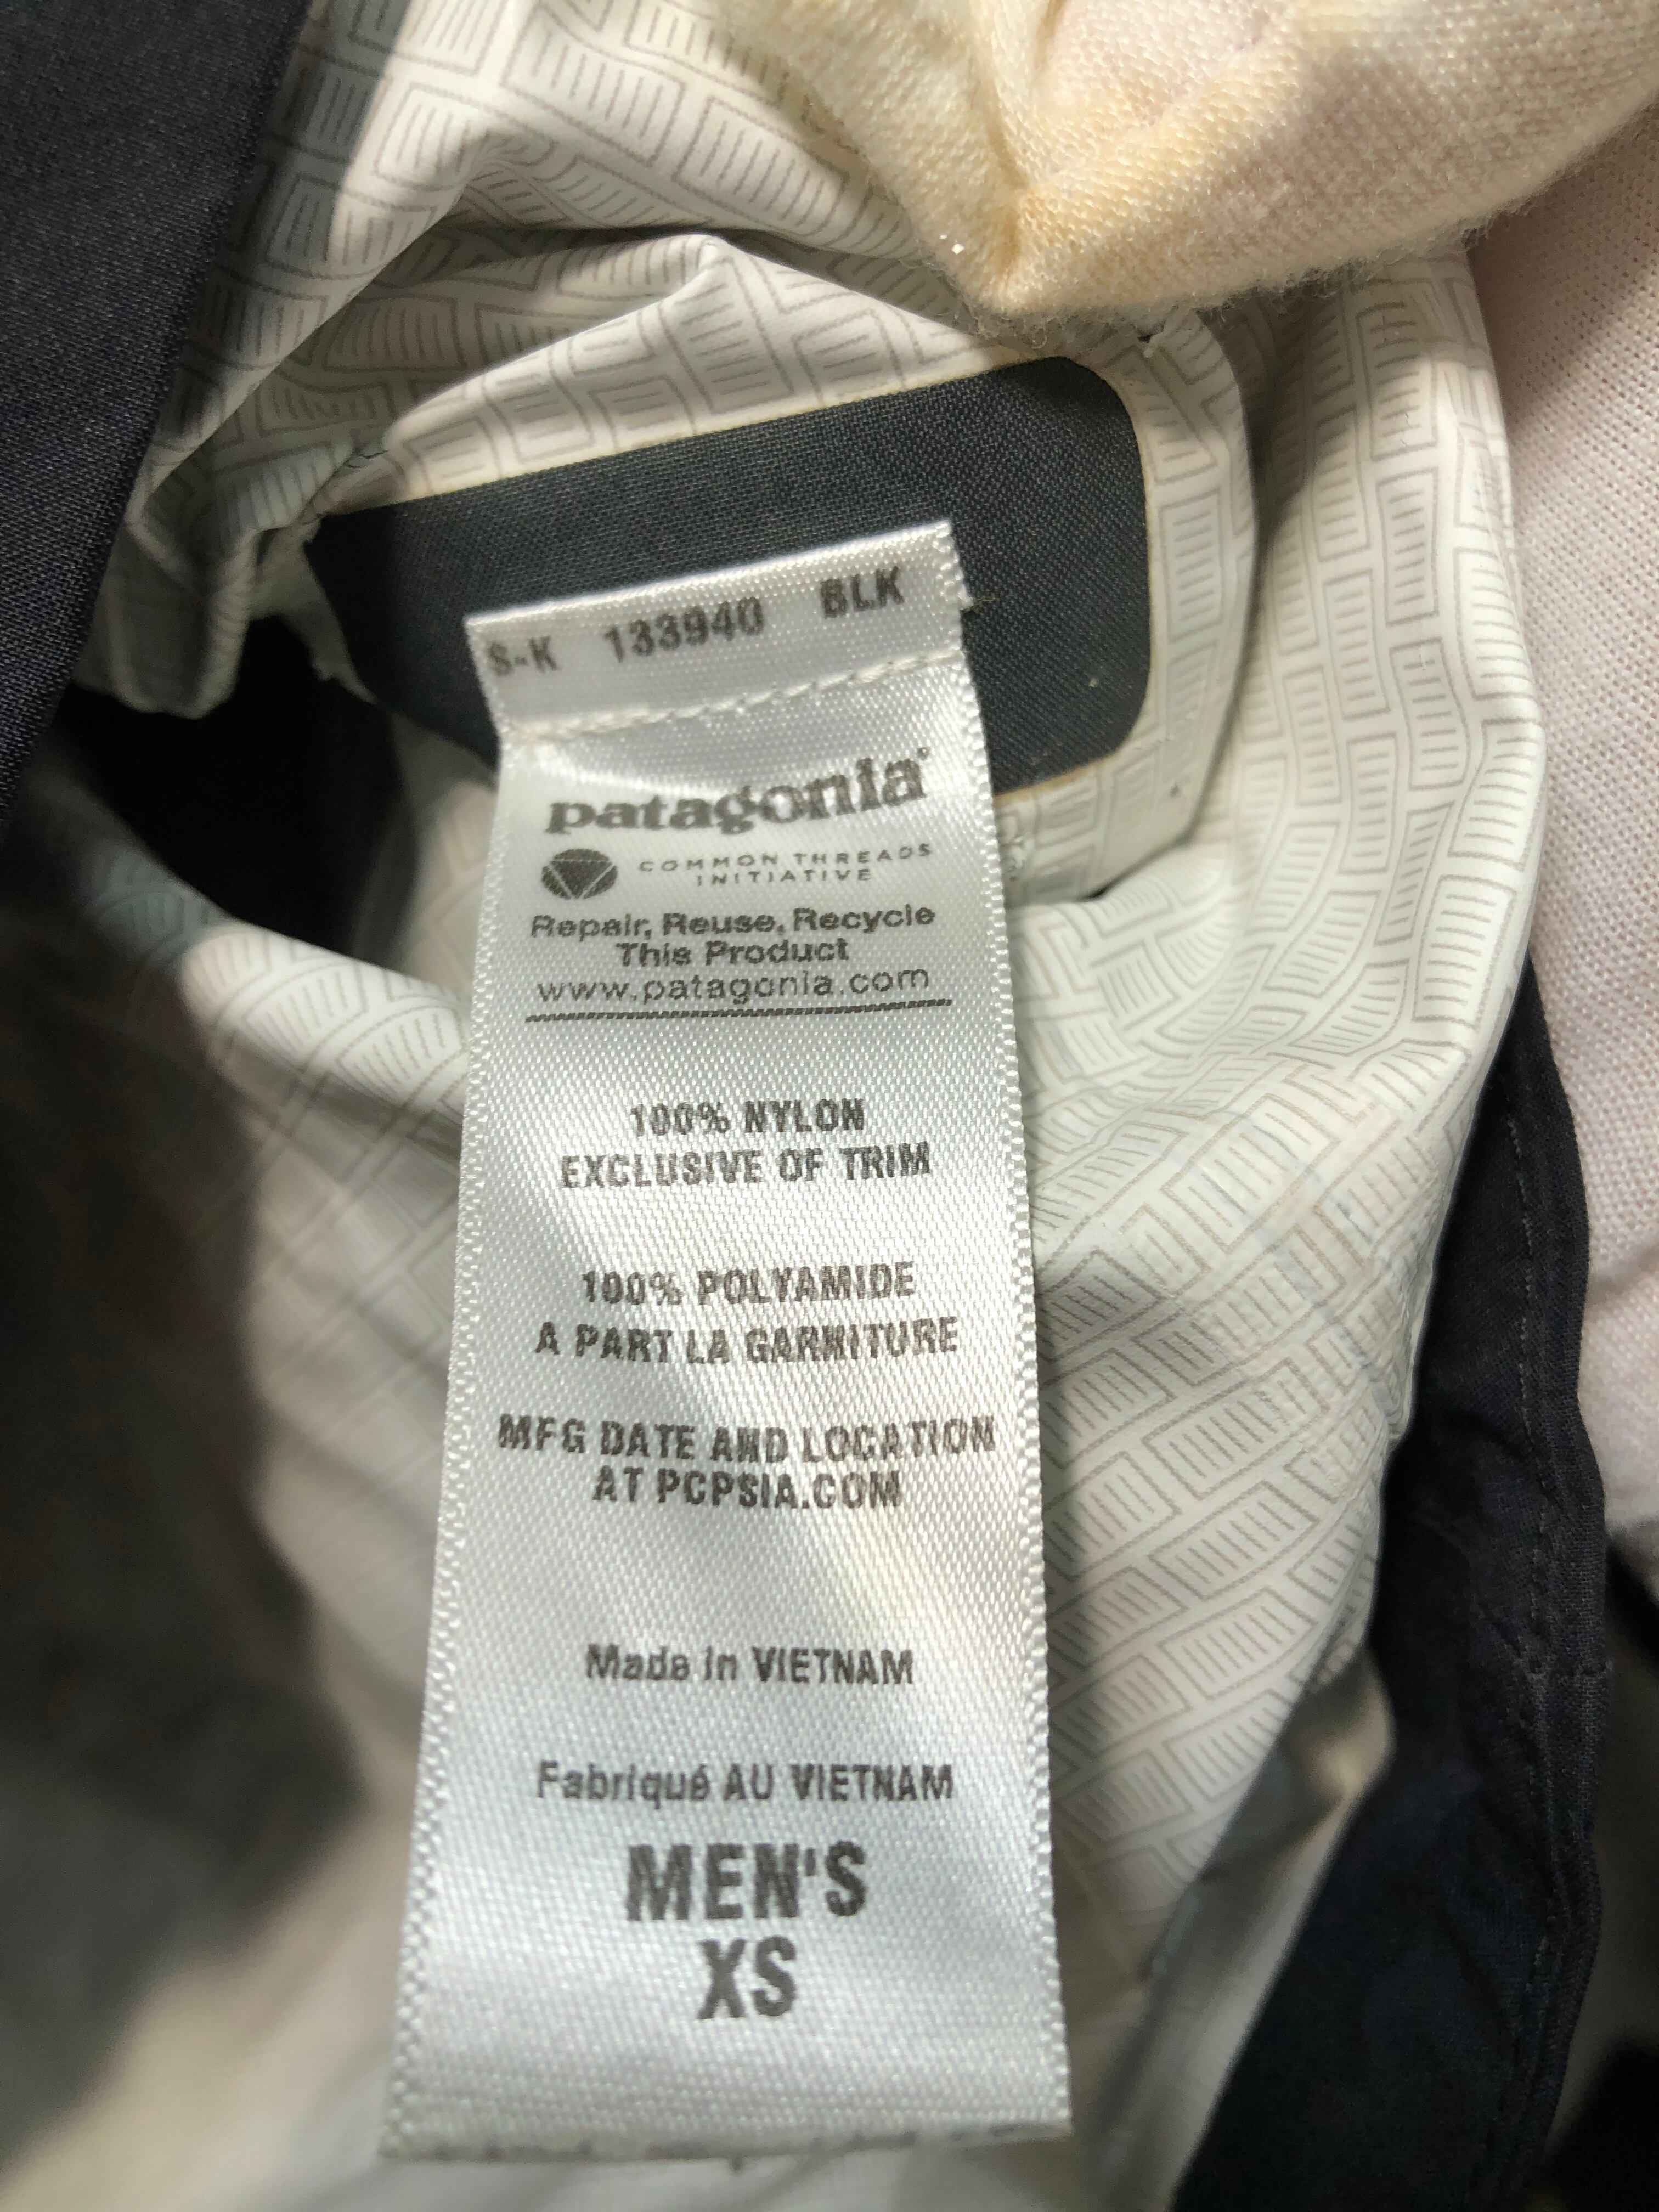 S-K 133940 BLK
patagonia®
COMMON THREADS
INITIATIVE
Repair, Reuse, Recycle
This Product
www.patagonia.com
100% NYLON
EXCLUSIVE OF TRIM
100% POLYAMIDE
A PART LA GARNITURE
MFG DATE AND LOCATION
AT PCPSIA.COM
Made in VIETNAM
Fabriqué AU VIETNAM
MEN'S
XS